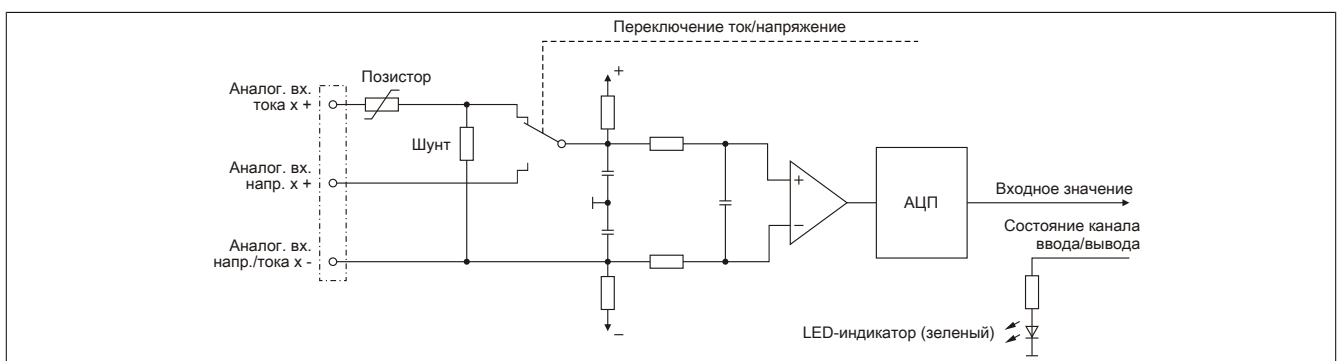 Переключение ток/напряжение
Позистор
+
Аналог. вх.
тока x +
Шунт
Аналог. вх.
напр. x +
+
−
АЦП
Входное значение
Состояние канала
ввода/вывода
Аналог. вх.
напр./тока x -
−
LED-индикатор (зеленый)